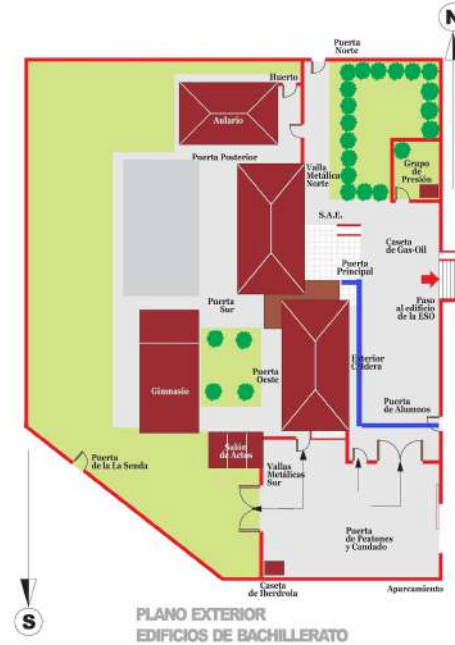 N
Puerta
Norte
Huerto
Aulario
Grupo
de
Presión
Puerta Posterior
Valla
Metálica
Norte
S.A.E.
Caseta
de Gas-Oil
Puerta
Principal
Paso
al edificio
de la ESO
Puerta
Sur
Gimnasio
Puerta
Oeste
Exterior
Caldera
Puerta
de Alumnos
Salón
de Actos
Puerta
de la La Senda
Vallas
Metálicas
Sur
Puerta
de Peatones
y Candado
Caseta
de Iberdrola
Aparcamiento
S
PLANO EXTERIOR
EDIFICIOS DE BACHILLERATO